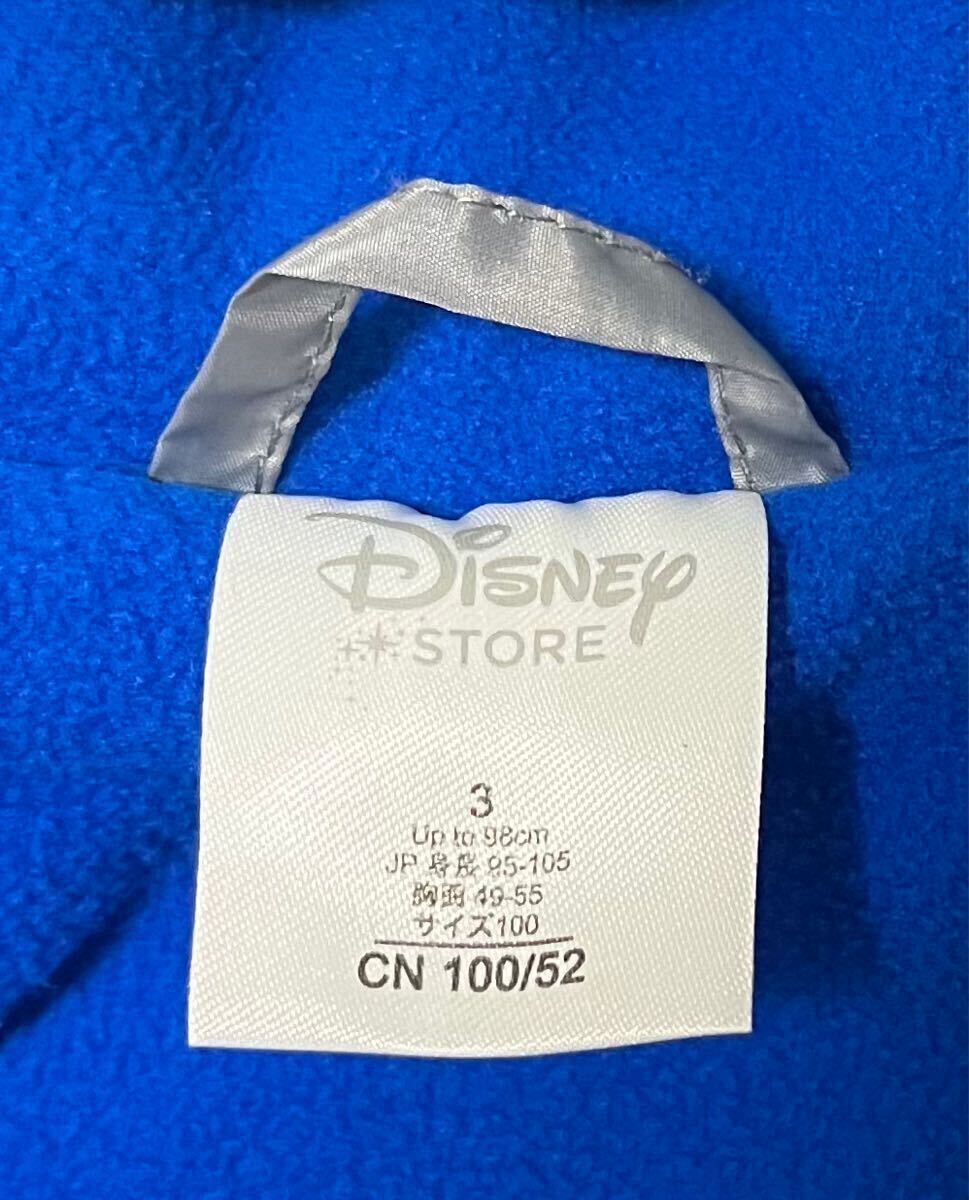 Disney
STORE
3
Up to 98cm
JP 身長 95-105
胸囲 49-55
サイズ100
CN 100/52